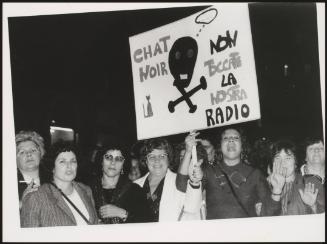 CHAT
NOIR
NON
TOCCATE
LA
NOSTRA
RADIO